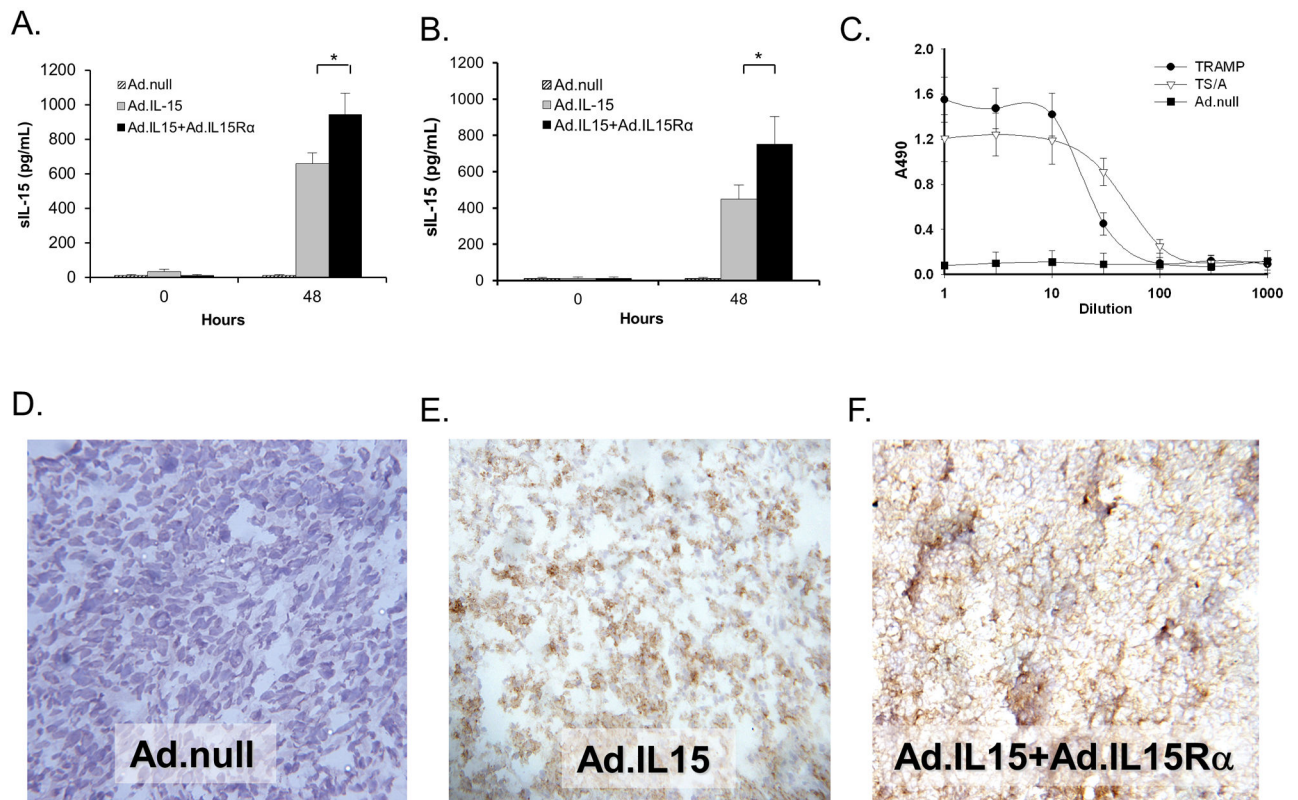 A.
1200
1000
800
600
400
200
0
sIL-15 (pg/mL)
Ad.null
Ad.IL-15
Ad.IL15+Ad.IL15Rα
*
0
48
Hours
B.
1200
1000
800
600
400
200
0
sIL-15 (pg/mL)
Ad.null
Ad.IL-15
Ad.IL15+Ad.IL15Rα
*
0
48
Hours
C.
2.0
1.6
1.2
0.8
0.4
0.0
A490
TRAMP
TS/A
Ad.null
1
10
100
1000
Dilution
D.
Ad.null
E.
Ad.IL15
F.
Ad.IL15+Ad.IL15Rα